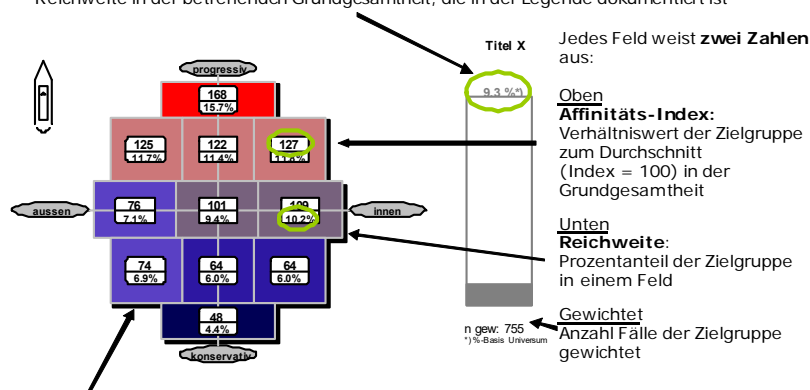 Reichweite in der betreffenden Grundgesamtheit, die in der Legende dokumentiert ist
Titel X
9.3 %*)
Jedes Feld weist zwei Zahlen
aus:
Oben
Affinitäts-Index:
Verhältniswert der Zielgruppe
zum Durchschnitt
(Index = 100) in der
Grundgesamtheit
Unten
Reichweite:
Prozentanteil der Zielgruppe
in einem Feld
Gewichtet
Anzahl Fälle der Zielgruppe
gewichtet
n gew: 755
*) %-Basis Universum
progressiv
168
15.7%
125
11.7%
122
11.4%
127
11.8%
aussen
76
7.1%
101
9.4%
109
10.2%
innen
74
6.9%
64
6.0%
64
6.0%
48
4.4%
konservativ